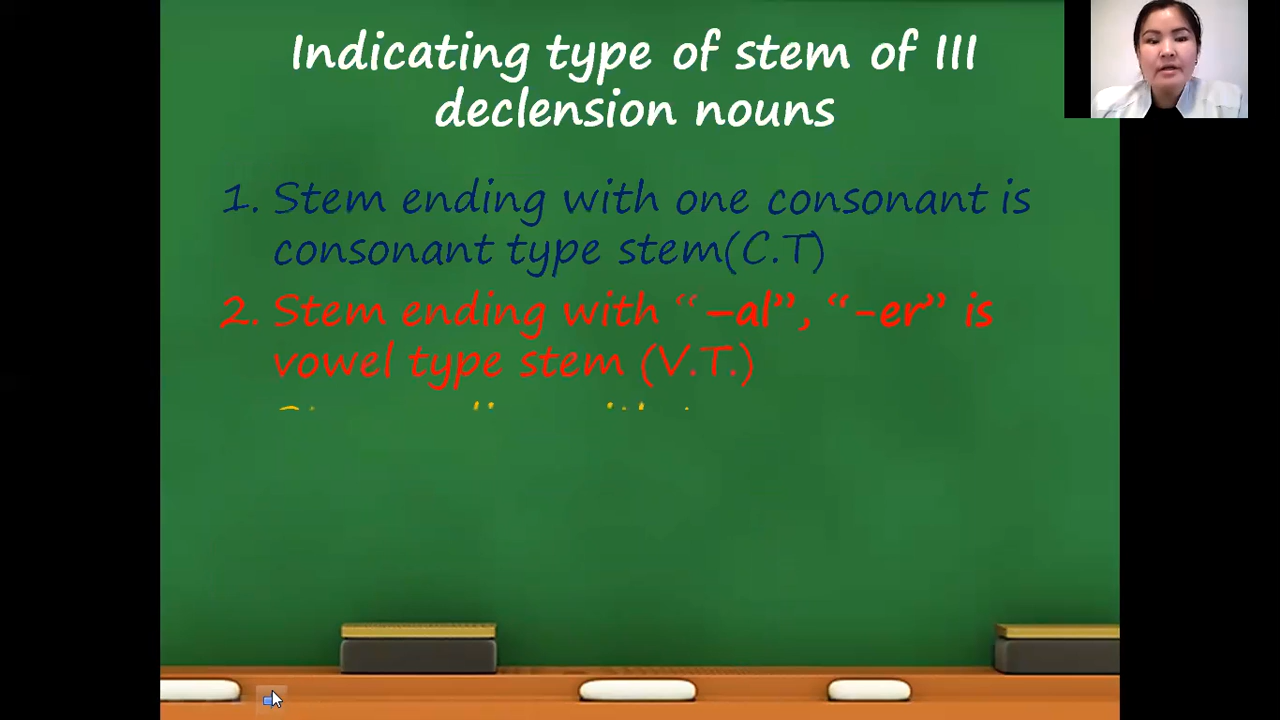 Indicating type of stem of III
declension nouns
1. Stem ending with one consonant is
consonant type stem(C.T)
2. Stem ending with “–al”, “-er” is
vowel type stem (V.T.)